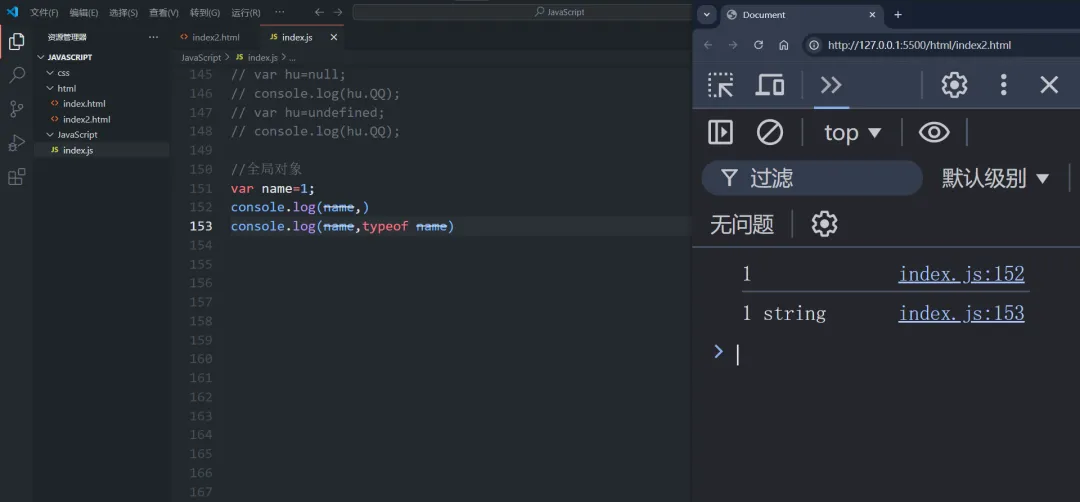 文件(F) 编辑(E) 选择(S) 查看(V) 转到(G) 运行(R) ··· ← → JavaScript
资源管理器 ···
JAVASCRIPT
css
html
index.html
index2.html
JavaScript
JS index.js
index2.html JS index.js ×
JavaScript > JS index.js > ...
145 // var hu=null;
146 // console.log(hu.QQ);
147 // var hu=undefined;
148 // console.log(hu.QQ);
149
150 //全局对象
151 var name=1;
152 console.log(name,)
153 console.log(name,typeof name)
154
155
156
157
158
159
160
161
162
163
164
165
166
167
Document × +
http://127.0.0.1:5500/html/index2.html
top ▼
过滤 默认级别 ▼
无问题
1 index.js:152
1 string index.js:153
>